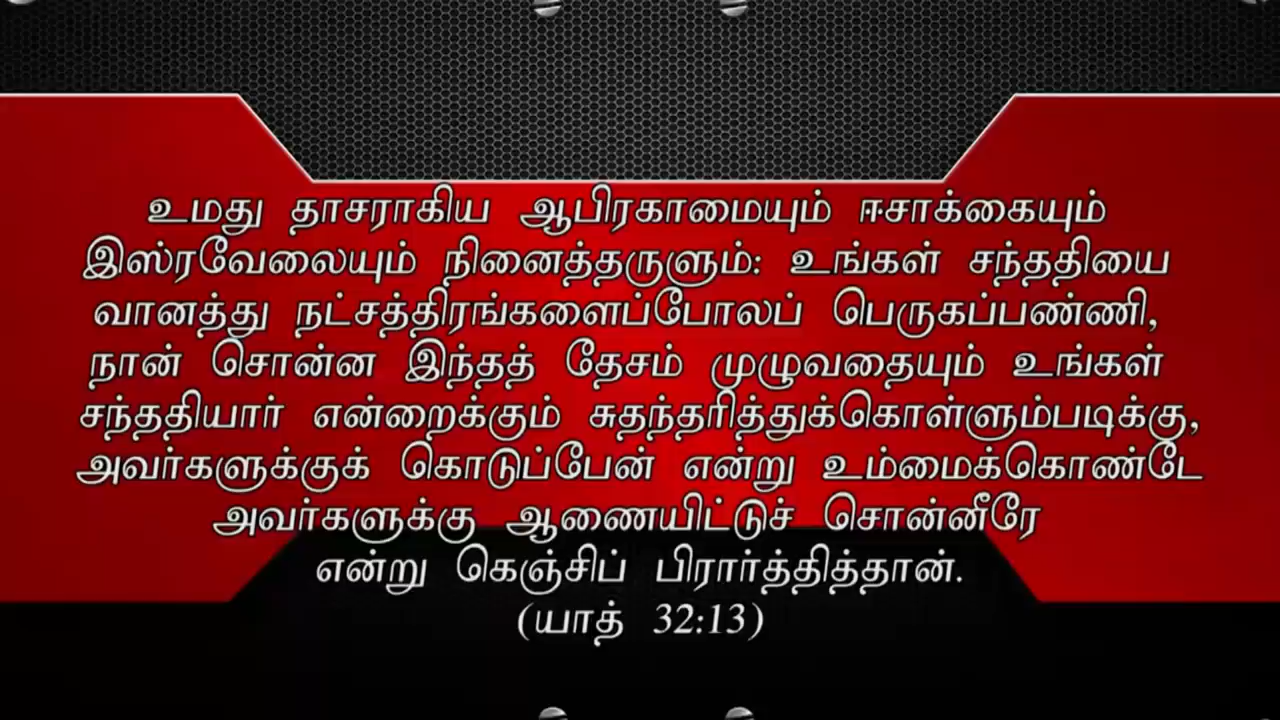 உமது தாசராகிய ஆபிரகாமையும் ஈசாக்கையும்
இஸ்ரவேலையும் நினைத்தருளும்: உங்கள் சந்ததியை
வானத்து நட்சத்திரங்களைப்போலப் பெருகப்பண்ணி,
நான் சொன்ன இந்தத் தேசம் முழுவதையும் உங்கள்
சந்ததியார் என்றைக்கும் சுதந்தரித்துக்கொள்ளும்படிக்கு,
அவர்களுக்குக் கொடுப்பேன் என்று உம்மைக்கொண்டே
அவர்களுக்கு ஆணையிட்டுச் சொன்னீரே
என்று கெஞ்சிப் பிரார்த்தித்தான்.
(யாத் 32:13)